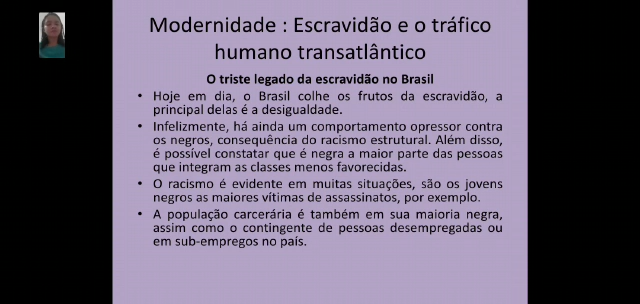 Modernidade : Escravidão e o tráfico
humano transatlântico
O triste legado da escravidão no Brasil
• Hoje em dia, o Brasil colhe os frutos da escravidão, a
principal delas é a desigualdade.
• Infelizmente, há ainda um comportamento opressor contra
os negros, consequência do racismo estrutural. Além disso,
é possível constatar que é negra a maior parte das pessoas
que integram as classes menos favorecidas.
• O racismo é evidente em muitas situações, são os jovens
negros as maiores vítimas de assassinatos, por exemplo.
• A população carcerária é também em sua maioria negra,
assim como o contingente de pessoas desempregadas ou
em sub-empregos no país.